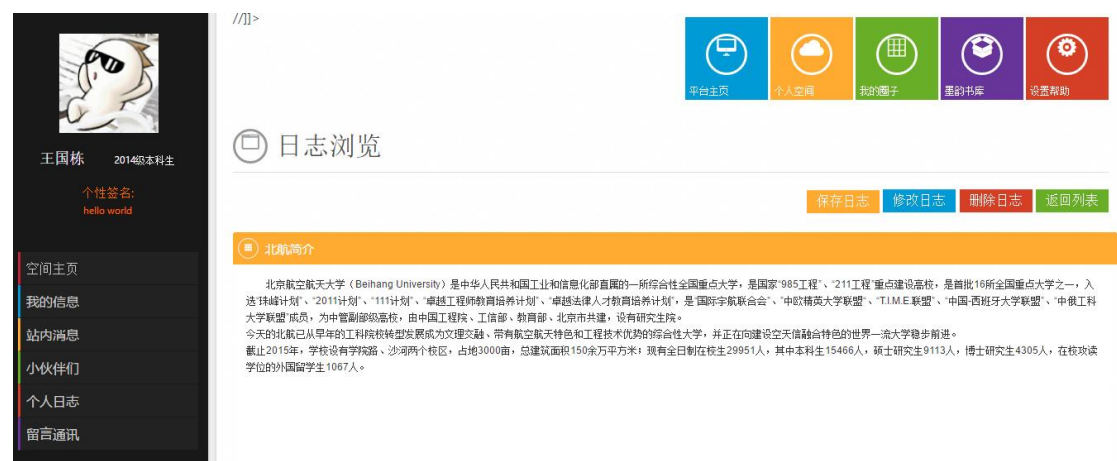 //]]>
平台主页
个人空间
我的圈子
墨韵书库
设置帮助
王国栋 2014级本科生
个性签名:
hello world
空间主页
我的信息
站内消息
小伙伴们
个人日志
留言通讯
日志浏览
保存日志 修改日志 删除日志 返回列表
北航简介
北京航空航天大学（Beihang University）是中华人民共和国工业和信息化部直属的一所综合性全国重点大学，是国家“985工程”、“211工程”重点建设高校，是首批16所全国重点大学之一，入
选“珠峰计划”、“2011计划”、“111计划”、“卓越工程师教育培养计划”、“卓越法律人才教育培养计划”，是“国际宇航联合会”、“中欧精英大学联盟”、“T.I.M.E.联盟”、“中国-西班牙大学联盟”、“中俄工科
大学联盟”成员，为中管副部级高校，由中国工程院、工信部、教育部、北京市共建，设有研究生院。
今天的北航已从早年的工科院校转型发展成为文理交融、带有航空航天特色和工程技术优势的综合性大学，并正在向建设空天信融合特色的世界一流大学稳步前进。
截止2015年，学校设有学院路、沙河两个校区，占地3000亩，总建筑面积150余万平方米；现有全日制在校生29951人，其中本科生15466人，硕士研究生9113人，博士研究生4305人，在校攻读
学位的外国留学生1067人。